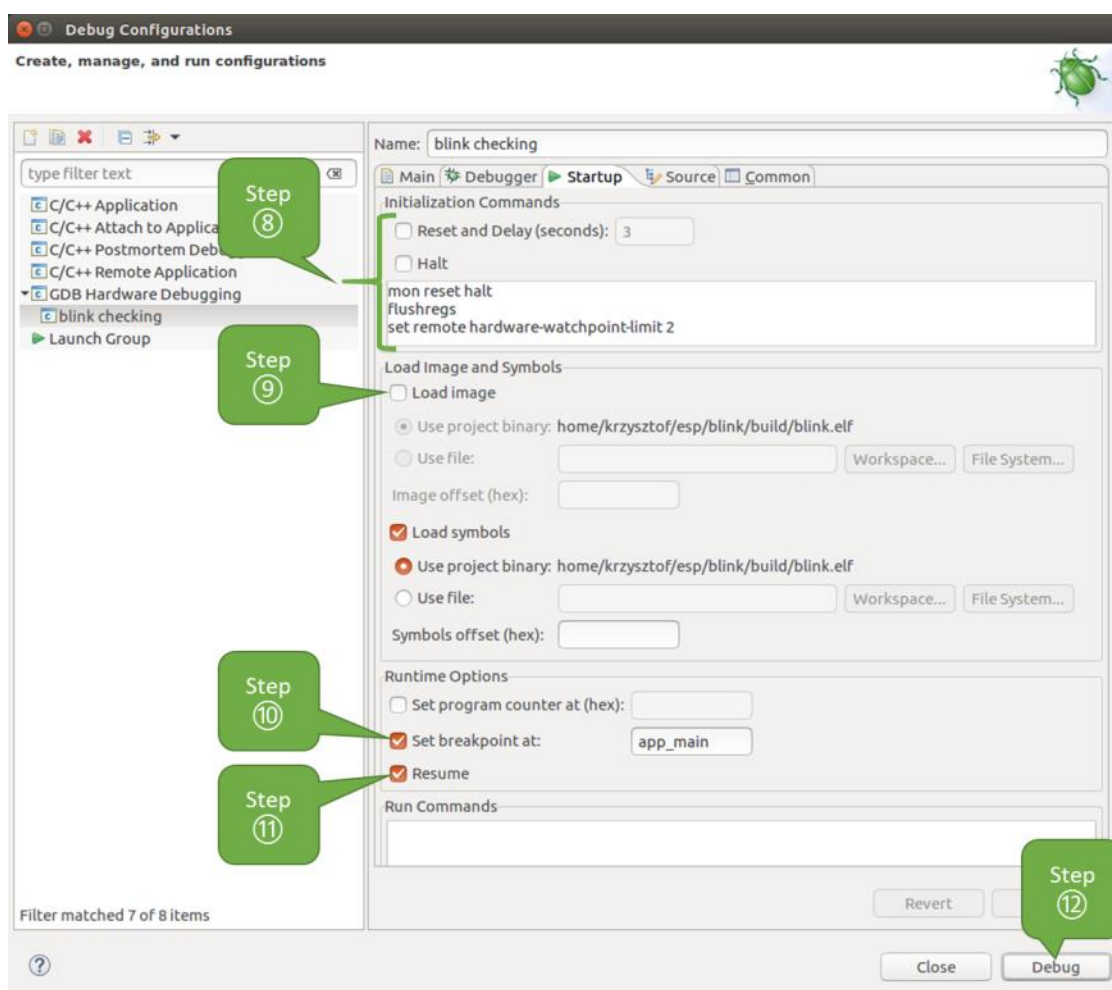 Debug Configurations
Create, manage, and run configurations
Name: blink checking
type filter text
Main Debugger Startup Source Common
Step
⑧
C/C++ Application
C/C++ Attach to Applica
C/C++ Postmortem Deb
C/C++ Remote Application
GDB Hardware Debugging
blink checking
Launch Group
Initialization Commands
Reset and Delay (seconds): 3
Halt
mon reset halt
flushregs
set remote hardware-watchpoint-limit 2
Step
⑨
Load Image and Symbols
Load image
Use project binary: home/krzysztof/esp/blink/build/blink.elf
Use file: Workspace... File System...
Image offset (hex):
Load symbols
Use project binary: home/krzysztof/esp/blink/build/blink.elf
Use file: Workspace... File System...
Symbols offset (hex):
Step
⑩
Runtime Options
Set program counter at (hex):
Set breakpoint at: app_main
Resume
Step
⑪
Run Commands
Step
⑫
Filter matched 7 of 8 items
Revert
Close Debug